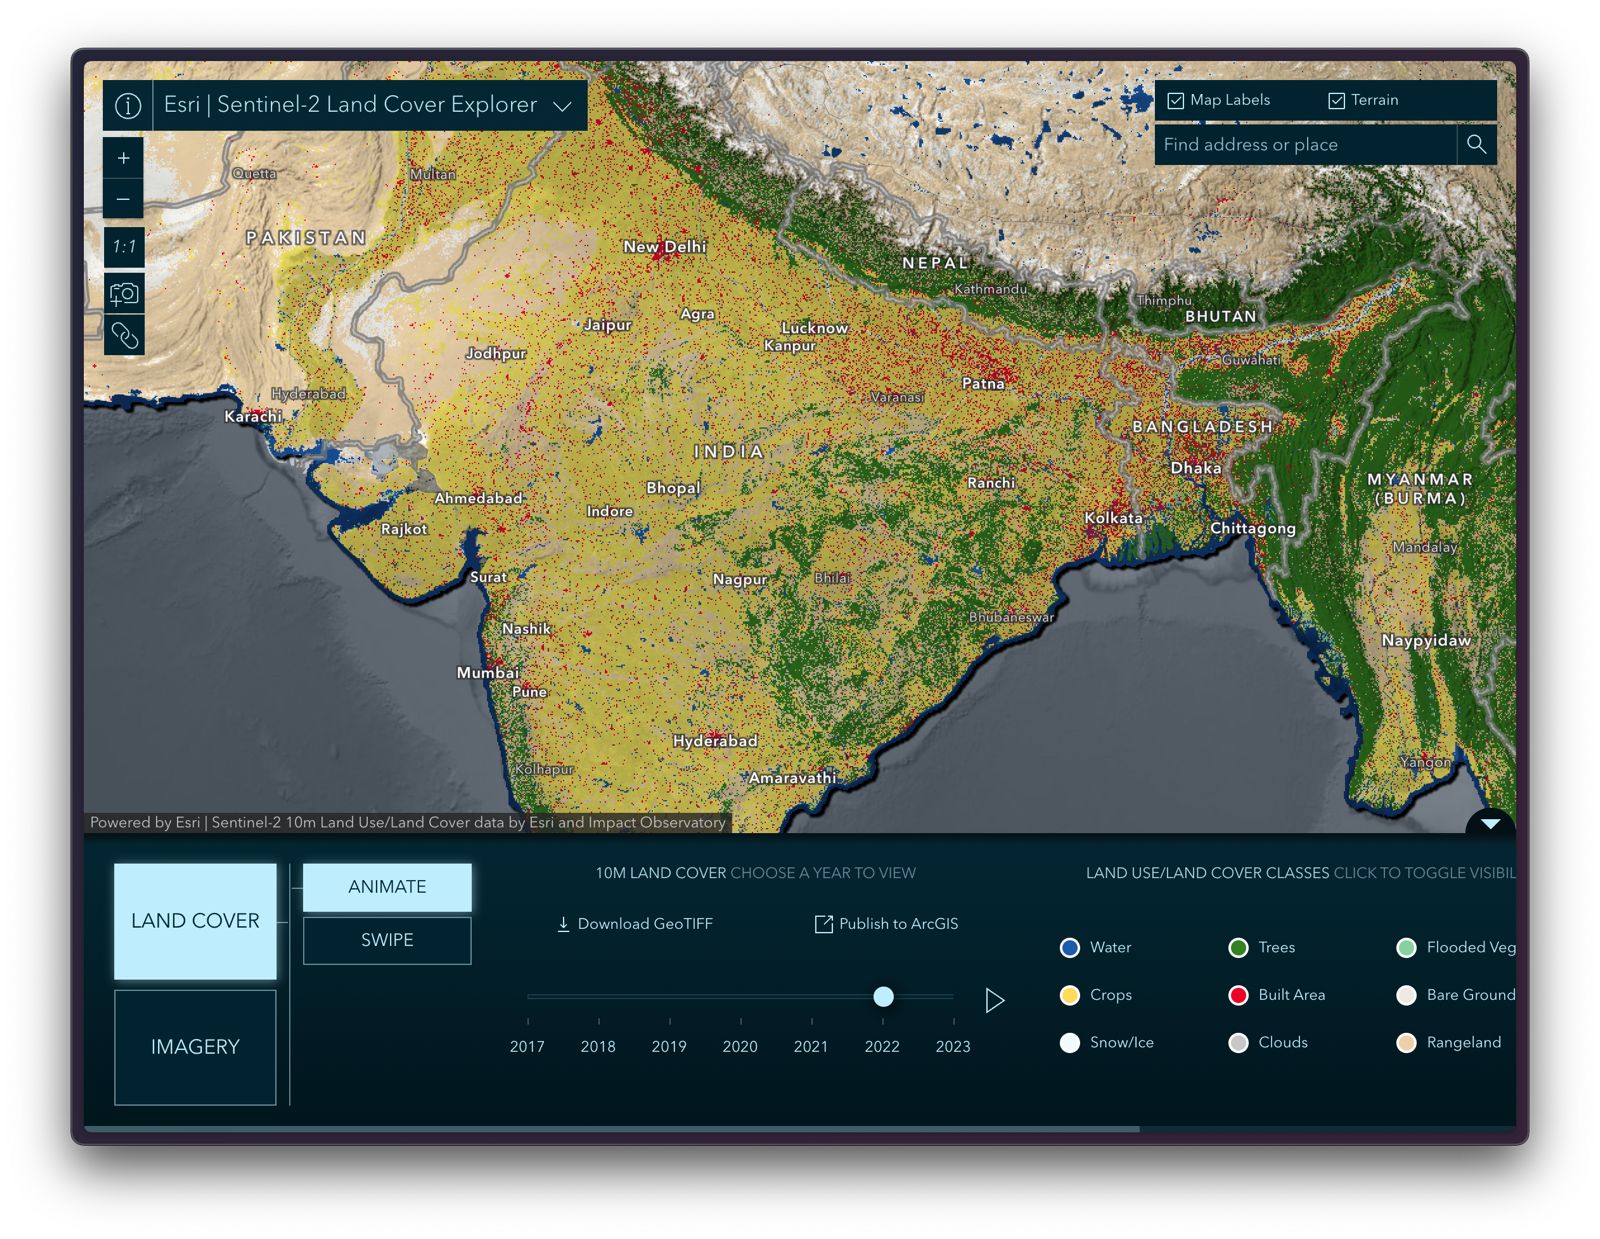 Esri | Sentinel-2 Land Cover Explorer
Map Labels
Terrain
Find address or place
+
−
1:1
Quetta
Multan
PAKISTAN
New Delhi
NEPAL
Kathmandu
Thimphu
BHUTAN
Jaipur
Agra
Lucknow
Kanpur
Jodhpur
Guwahati
Patna
Varanasi
Hyderabad
Karachi
BANGLADESH
INDIA
Dhaka
Ranchi
MYANMAR
(BURMA)
Bhopal
Ahmedabad
Indore
Kolkata
Chittagong
Rajkot
Mandalay
Surat
Nagpur
Bhilai
Bhubaneswar
Nashik
Naypyidaw
Mumbai
Pune
Hyderabad
Kolhapur
Amaravathi
Yangon
Powered by Esri | Sentinel-2 10m Land Use/Land Cover data by Esri and Impact Observatory
LAND COVER
IMAGERY
ANIMATE
SWIPE
10M LAND COVER CHOOSE A YEAR TO VIEW
Download GeoTIFF
Publish to ArcGIS
2017 2018 2019 2020 2021 2022 2023
LAND USE/LAND COVER CLASSES CLICK TO TOGGLE VISIBIL
Water
Trees
Flooded Veg
Crops
Built Area
Bare Ground
Snow/Ice
Clouds
Rangeland